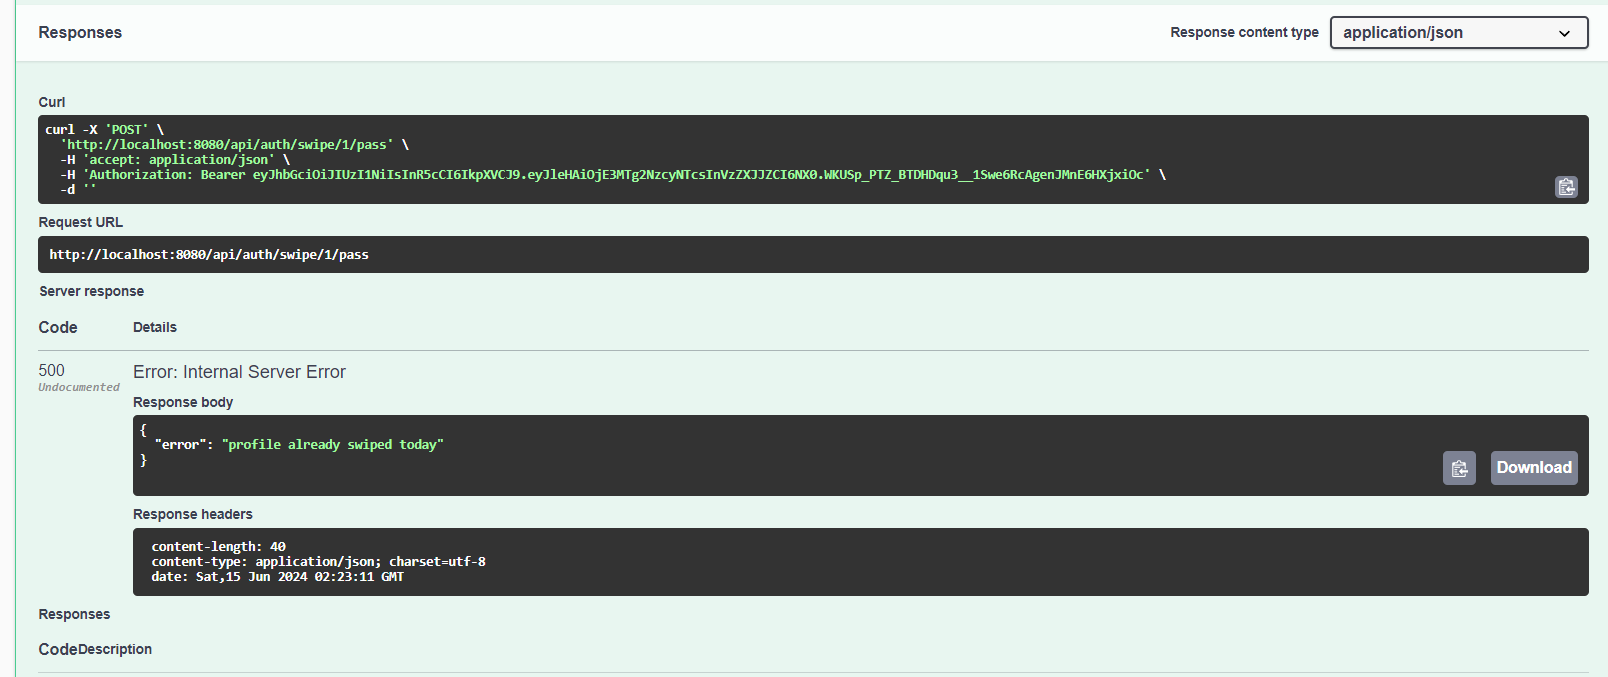 Responses
Response content type
application/json
Curl
curl -X 'POST' \
'http://localhost:8080/api/auth/swipe/1/pass' \
-H 'accept: application/json' \
-H 'Authorization: Bearer eyJhbGciOiJIUzI1NiIsInR5cCI6IkpXVCJ9.eyJleHAiOjE3MTg2NzcyNTcsInVzZXJJZCI6NX0.WKUSp_PTZ_BTDHDqu3__1Swe6RcAgenJMnE6HXjxiOc' \
-d ''
Request URL
http://localhost:8080/api/auth/swipe/1/pass
Server response
Code Details
500 Error: Internal Server Error
Undocumented
Response body
{
"error": "profile already swiped today"
}
Download
Response headers
content-length: 40
content-type: application/json; charset=utf-8
date: Sat,15 Jun 2024 02:23:11 GMT
Responses
CodeDescription